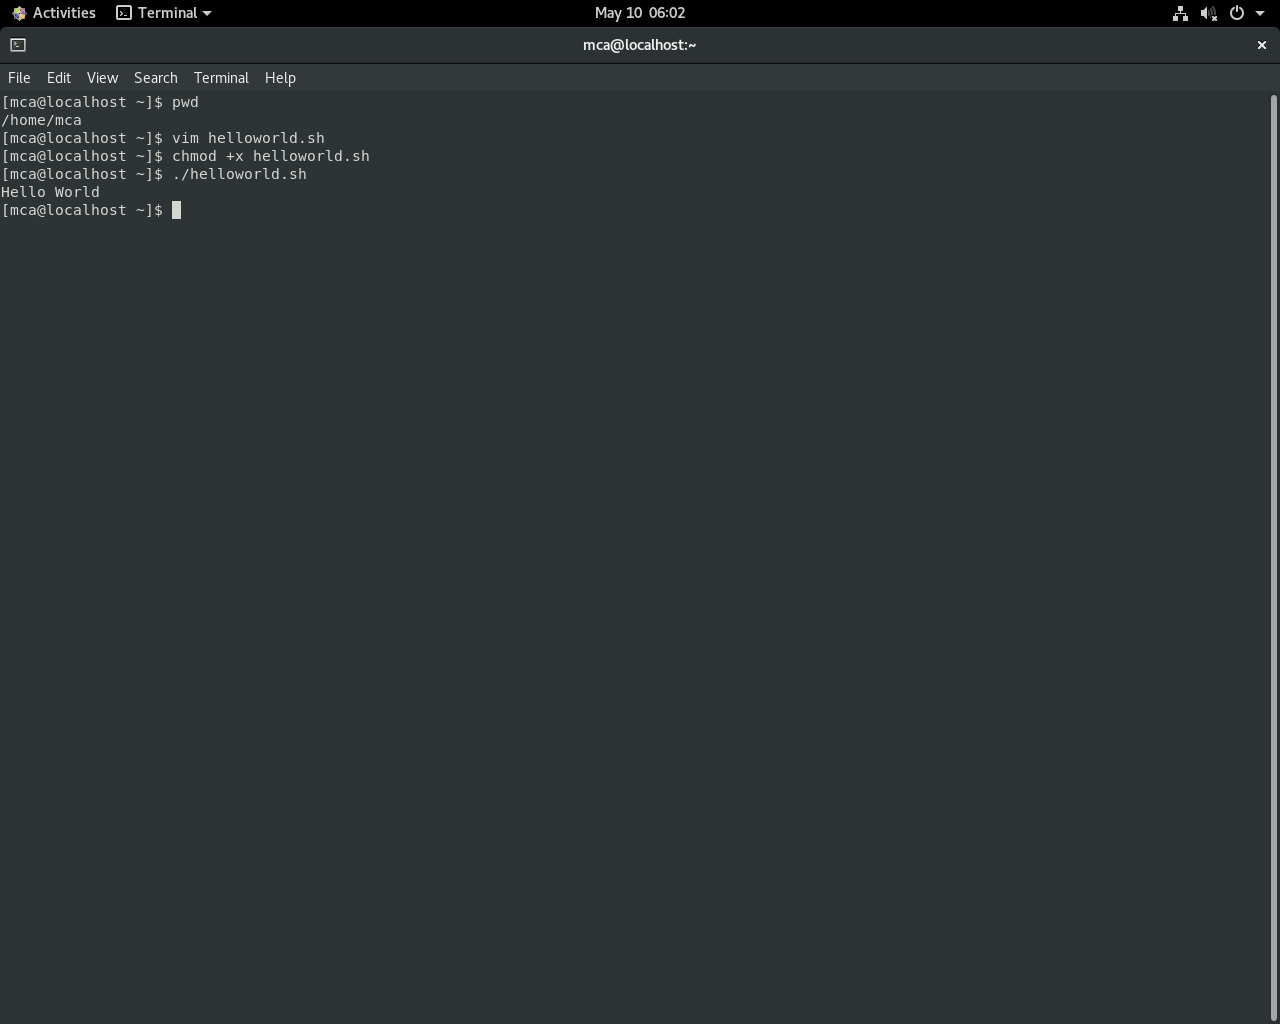 Activities Terminal May 10 06:02
mca@localhost:~
File Edit View Search Terminal Help
[mca@localhost ~]$ pwd
/home/mca
[mca@localhost ~]$ vim helloworld.sh
[mca@localhost ~]$ chmod +x helloworld.sh
[mca@localhost ~]$ ./helloworld.sh
Hello World
[mca@localhost ~]$